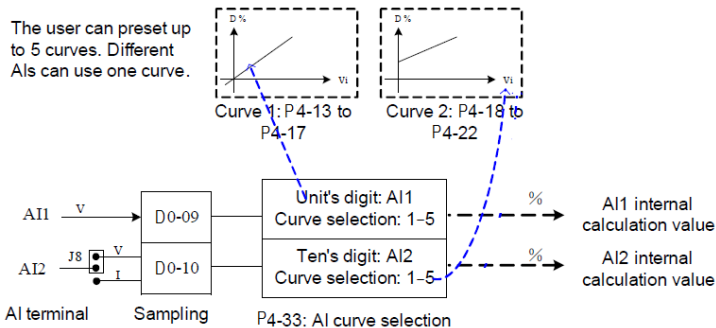 The user can preset up
to 5 curves. Different
AIs can use one curve.
D%
Vi
Curve 1: P4-13 to
P4-17
D%
Vi
Curve 2: P4-18 to
P4-22
AI1
V
D0-09
Unit's digit: AI1
Curve selection: 1–5
%
AI1 internal
calculation value
AI2
J8
V
I
D0-10
Ten's digit: AI2
Curve selection: 1–5
%
AI2 internal
calculation value
AI terminal
Sampling
P4-33: AI curve selection